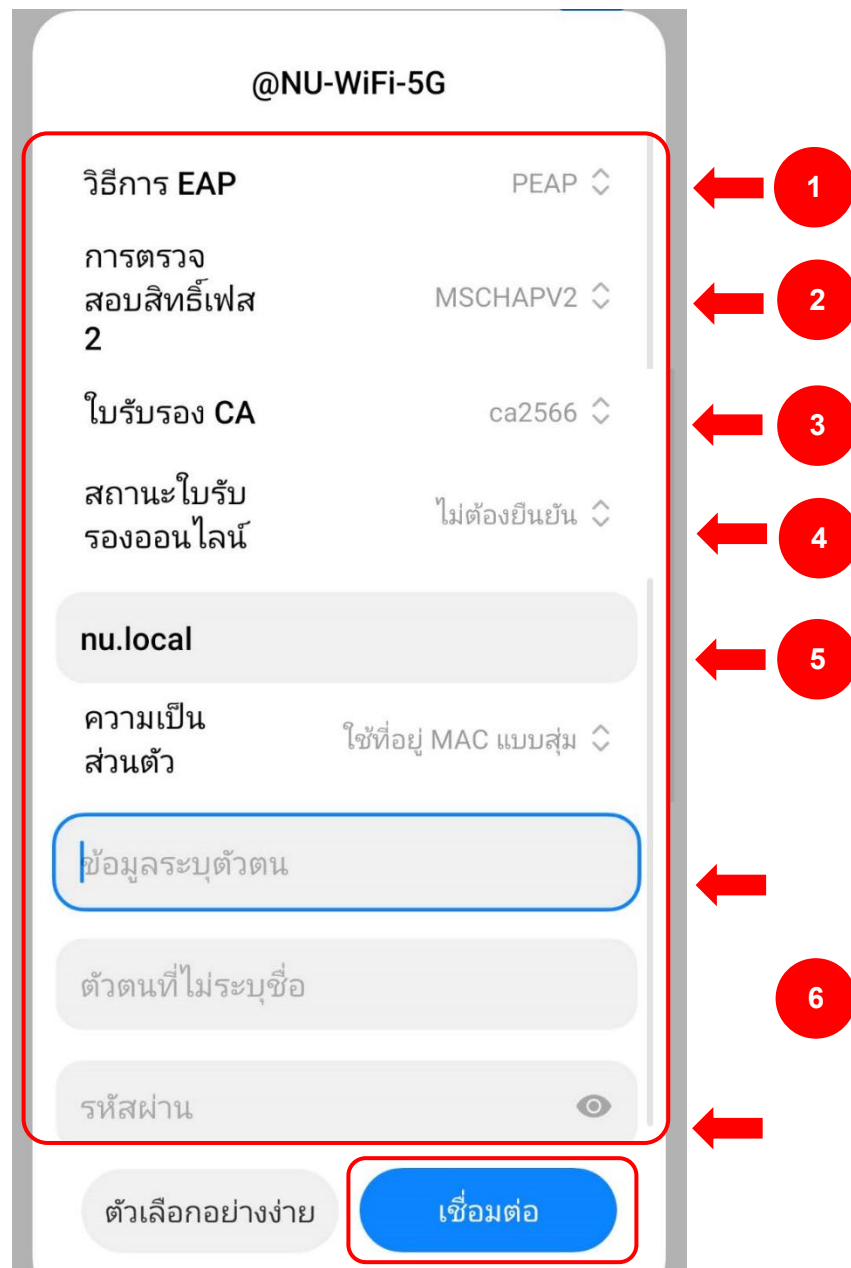 @NU-WiFi-5G
วิธีการ EAP PEAP
1
การตรวจ
สอบสิทธิ์เฟส MSCHAPV2
2
2
ใบรับรอง CA ca2566
3
สถานะใบรับ
รองออนไลน์ ไม่ต้องยืนยัน
4
nu.local
5
ความเป็น
ส่วนตัว ใช้ที่อยู่ MAC แบบสุ่ม
ข้อมูลระบุตัวตน
ตัวตนที่ไม่ระบุชื่อ
6
รหัสผ่าน
ตัวเลือกอย่างง่าย เชื่อมต่อ